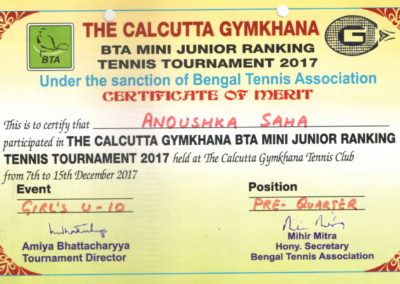 THE CALCUTTA GYMKHANA
BTA MINI JUNIOR RANKING
TENNIS TOURNAMENT 2017
BTA
G
Under the sanction of Bengal Tennis Association
CERTIFICATE OF MERIT
This is to certify that ANOUSHKA SAHA
participated in THE CALCUTTA GYMKHANA BTA MINI JUNIOR RANKING
TENNIS TOURNAMENT 2017 held at The Calcutta Gymkhana Tennis Club
from 7th to 15th December 2017
Event
Position
GIRL'S U-10
PRE-QUARTER
Amiya Bhattacharyya
Tournament Director
Mihir Mitra
Hony. Secretary
Bengal Tennis Association